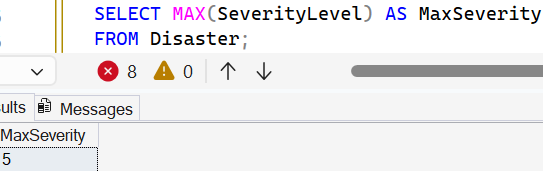 SELECT MAX(SeverityLevel) AS MaxSeverity
FROM Disaster;
8 0
ults Messages
MaxSeverity
5